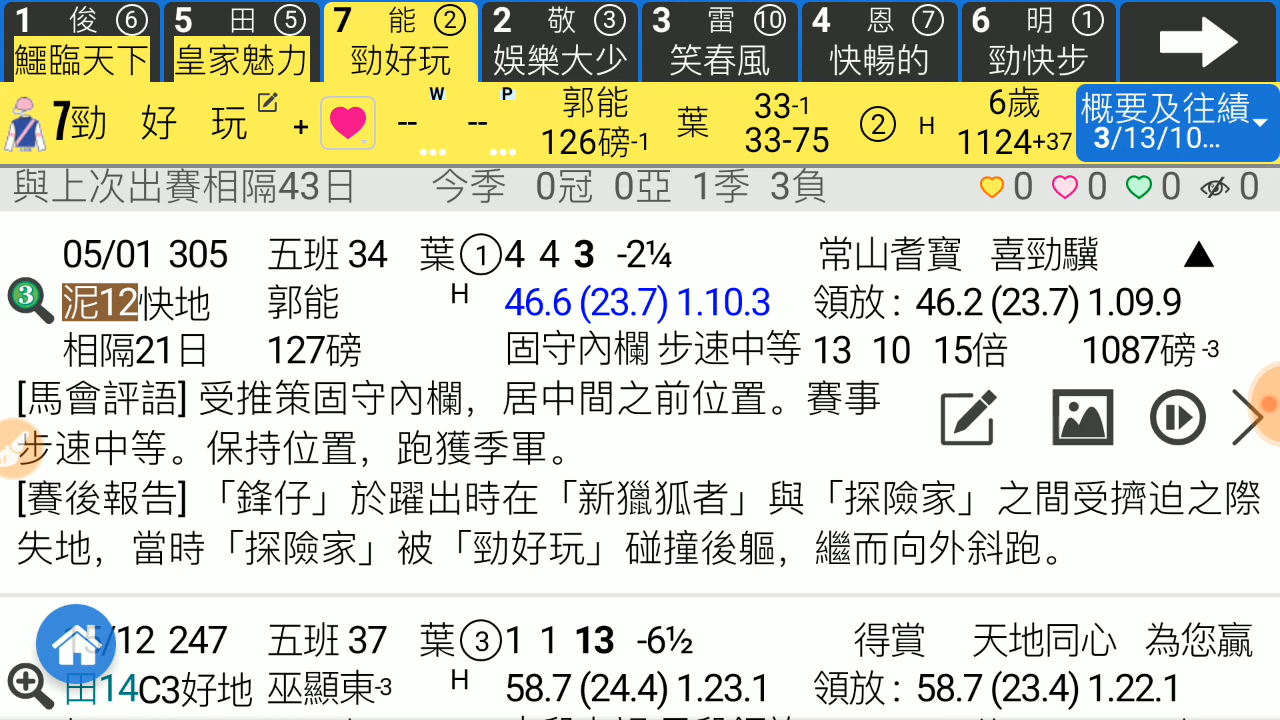 1 俊 ⑥ 5 田 ⑤ 7 能 ② 2 敬 ③ 3 雷 ⑩ 4 恩 ⑦ 6 明 ①
鱷臨天下 皇家魅力 勁好玩 娛樂大少 笑春風 快暢的 勁快步
7勁 好 玩 + -- W -- P 郭能 葉 33-1 ② H 6歲 概要及往績
126磅-1 33-75 1124+37 3/13/10...
與上次出賽相隔43日 今季 0冠 0亞 1季 3負 0 0 0 0
05/01 305 五班 34 葉①4 4 3 -2¼ 常山耆寶 喜勁驥 ▲
3 泥12快地 郭能 H 46.6 (23.7) 1.10.3 領放﹕46.2 (23.7) 1.09.9
相隔21日 127磅 固守內欄 步速中等 13 10 15倍 1087磅 -3
[馬會評語] 受推策固守內欄，居中間之前位置。賽事
步速中等。保持位置，跑獲季軍。
[賽後報告] 「鋒仔」於躍出時在「新獵狐者」與「探險家」之間受擠迫之際
失地，當時「探險家」被「勁好玩」碰撞後軀，繼而向外斜跑。
/12 247 五班 37 葉③1 1 13 -6½ 得賞 天地同心 為您贏
田14C3好地 巫顯東-3 H 58.7 (24.4) 1.23.1 領放﹕58.7 (23.4) 1.22.1